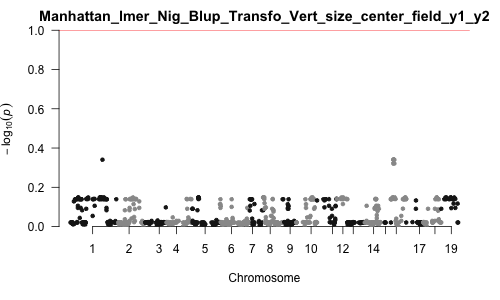 Manhattan_lmer_Nig_Blup_Transfo_Vert_size_center_field_y1_y2
1.0
0.8
0.6
0.4
0.2
0.0
− log10(p)
1 2 3 4 5 6 7 8 9 10 12 14 17 19
Chromosome